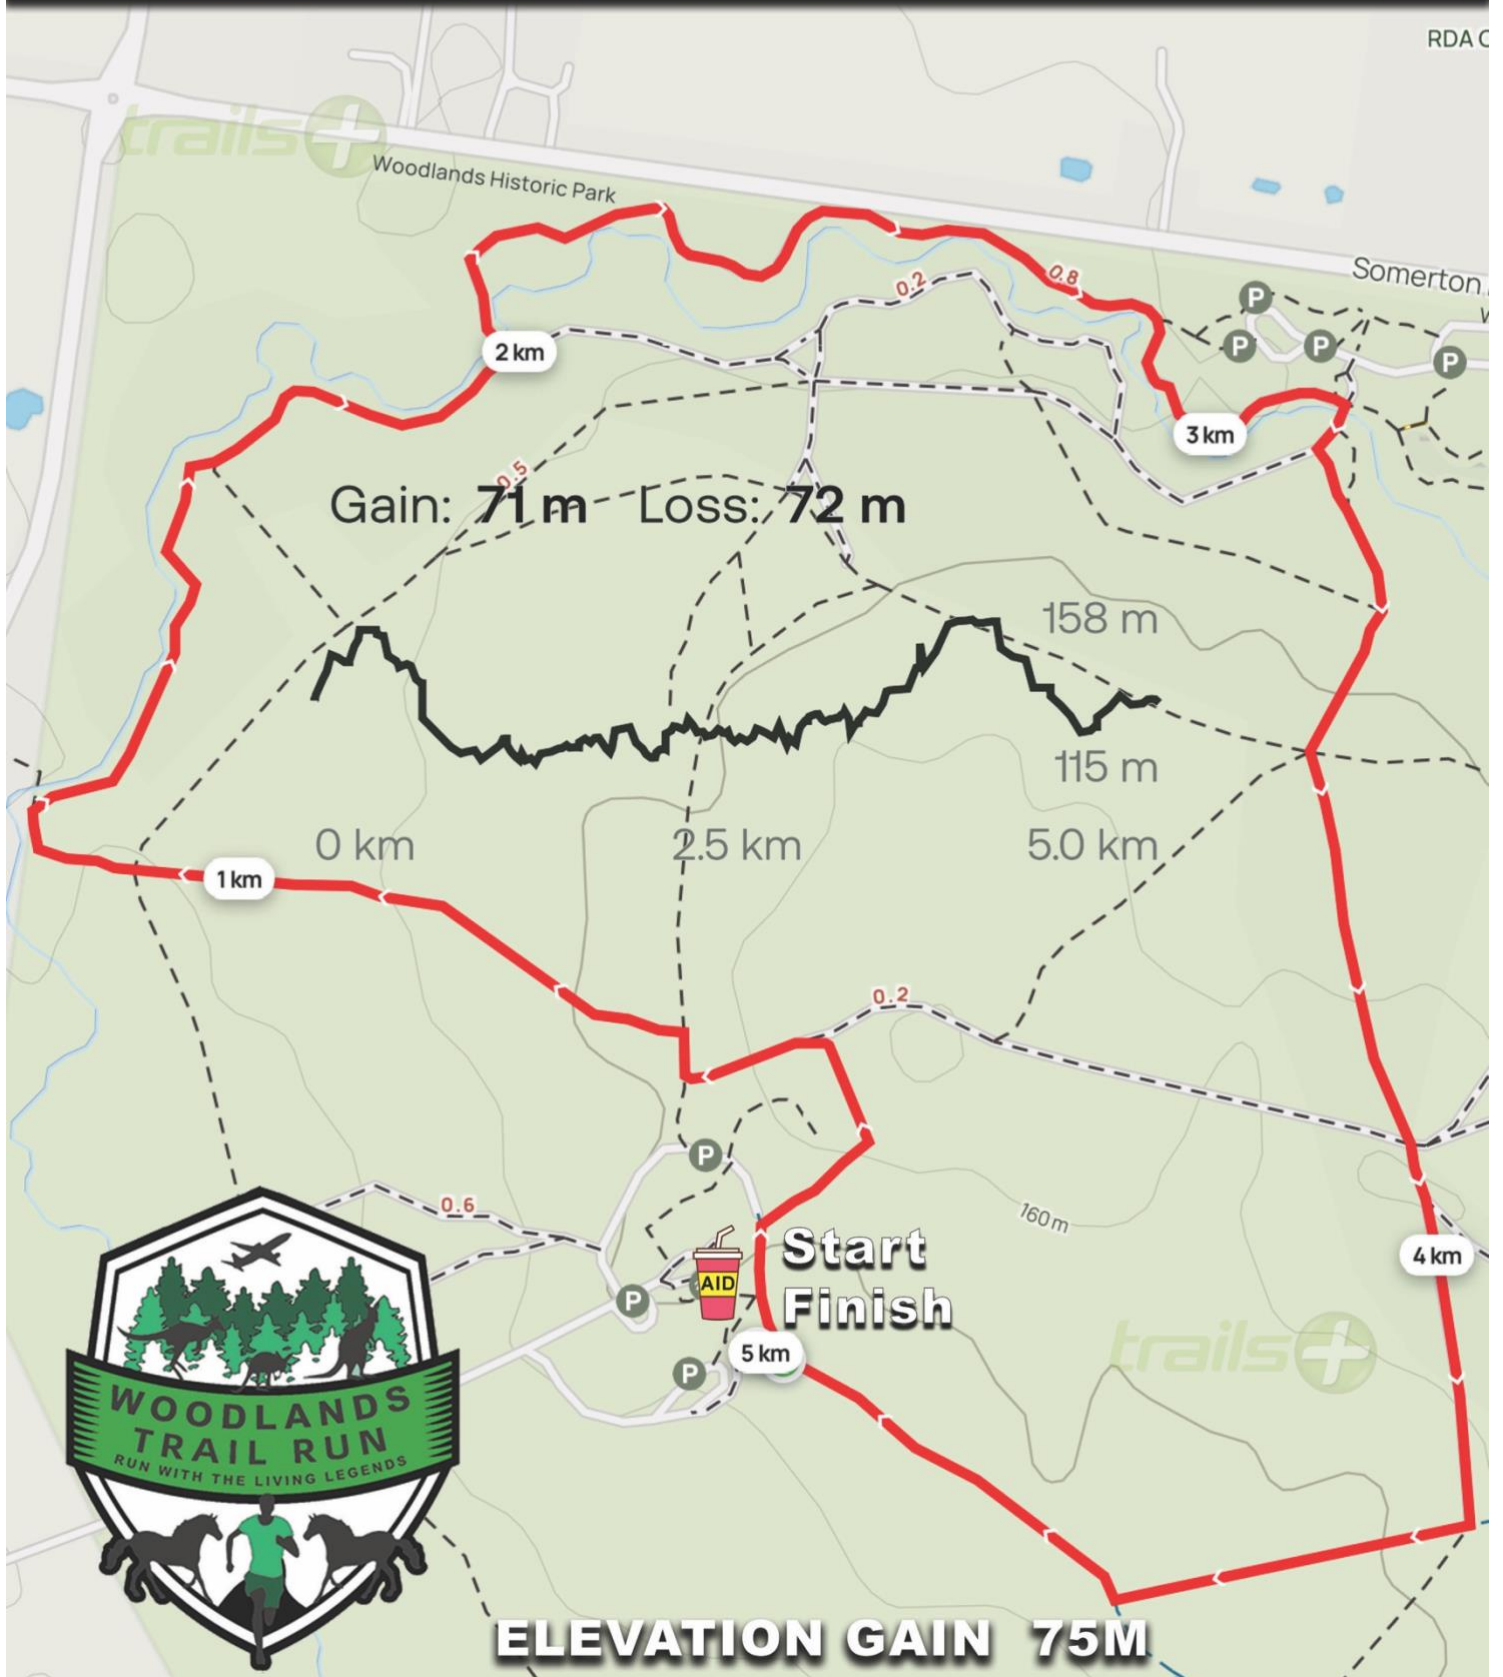 RDA C
trails+
Woodlands Historic Park
Somerton
0.2
0.8
P
P
P
P
2 km
3 km
0.5
Gain: 71 m Loss: 72 m
158 m
115 m
0 km 2.5 km 5.0 km
1 km
0.2
P
0.6
160m
Start
Finish
AID
P
4 km
5 km
P
trails+
WOODLANDS
TRAIL RUN
RUN WITH THE LIVING LEGENDS
ELEVATION GAIN 75M